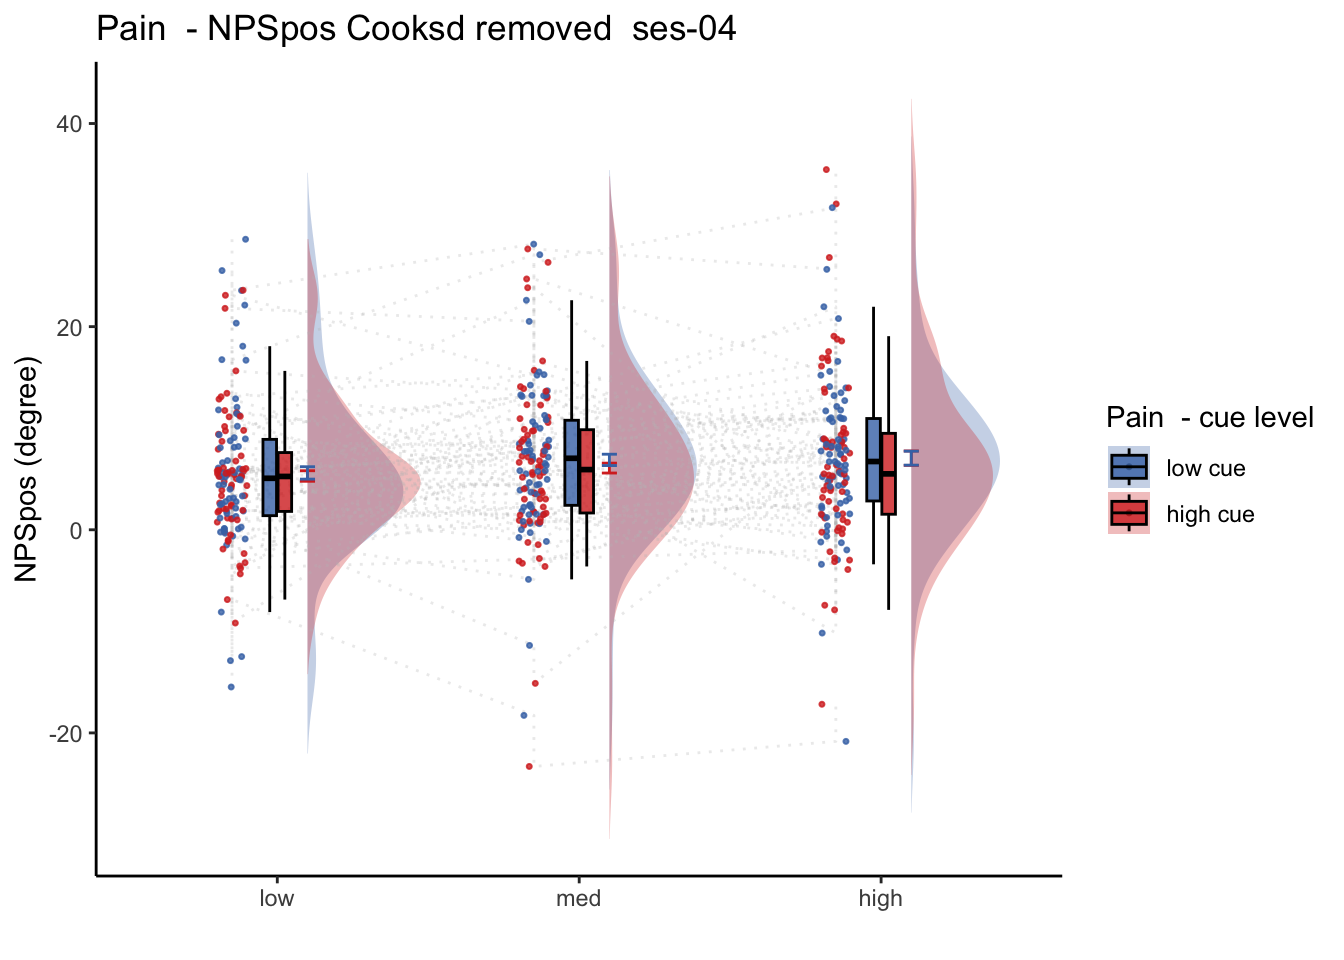 Pain  - NPSpos Cooksd removed  ses-04
NPSpos (degree)
40
20
0
-20
low
med
high
Pain  - cue level
low cue
high cue